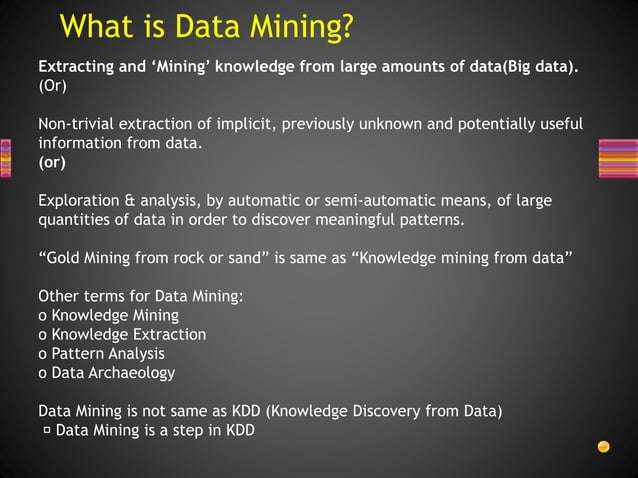 What is Data Mining?
Extracting and ‘Mining’ knowledge from large amounts of data(Big data).
(Or)
Non-trivial extraction of implicit, previously unknown and potentially useful
information from data.
(or)
Exploration & analysis, by automatic or semi-automatic means, of large
quantities of data in order to discover meaningful patterns.
“Gold Mining from rock or sand” is same as “Knowledge mining from data”
Other terms for Data Mining:
o Knowledge Mining
o Knowledge Extraction
o Pattern Analysis
o Data Archaeology
Data Mining is not same as KDD (Knowledge Discovery from Data)
¤ Data Mining is a step in KDD